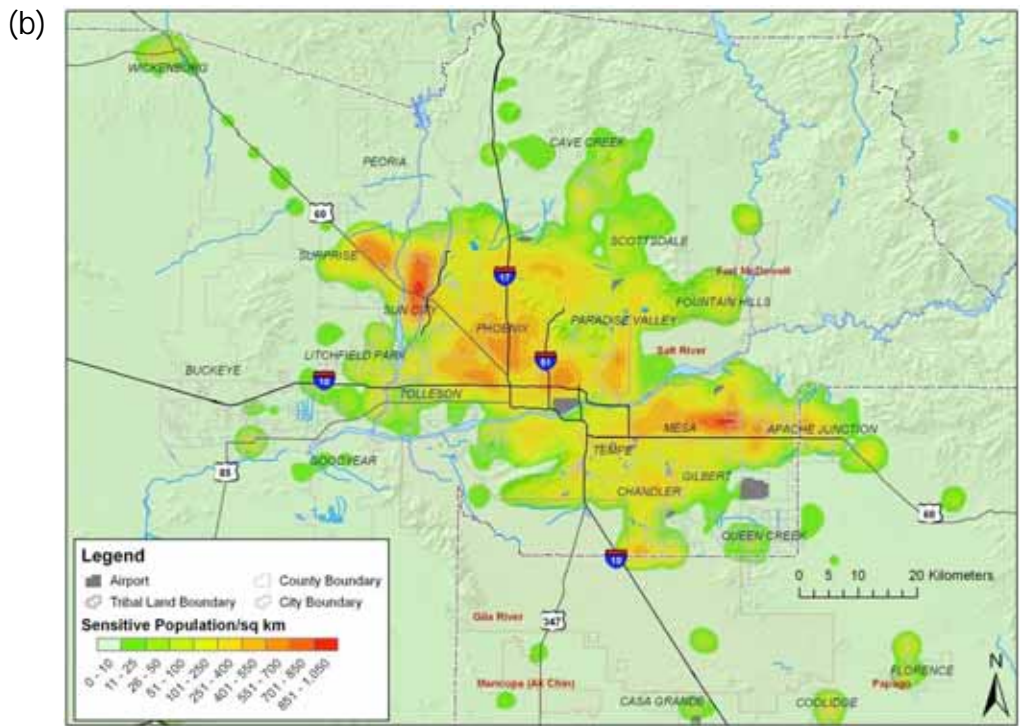 (b)
WICKENBURG
CAVE CREEK
PEORIA
60
SCOTTSDALE
SURPRISE
17
Fort McDowell
FOUNTAIN HILLS
SUN CITY
PHOENIX
PARADISE VALLEY
Salt River
LITCHFIELD PARK
51
BUCKEYE
10
TOLLESON
MESA
APACHE JUNCTION
TEMPE
GOODYEAR
85
GILBERT
CHANDLER
60
QUEEN CREEK
10
0 5 10 20 Kilometers
Gila River
347
FLORENCE
Maricopa (Ak Chin)
Papago
CASA GRANDE
COOLIDGE
N
Legend
Airport
County Boundary
Tribal Land Boundary
City Boundary
Sensitive Population/sq km
0 - 10
11 - 25
26 - 50
51 - 100
101 - 250
251 - 400
401 - 550
551 - 700
701 - 850
851 - 1,050